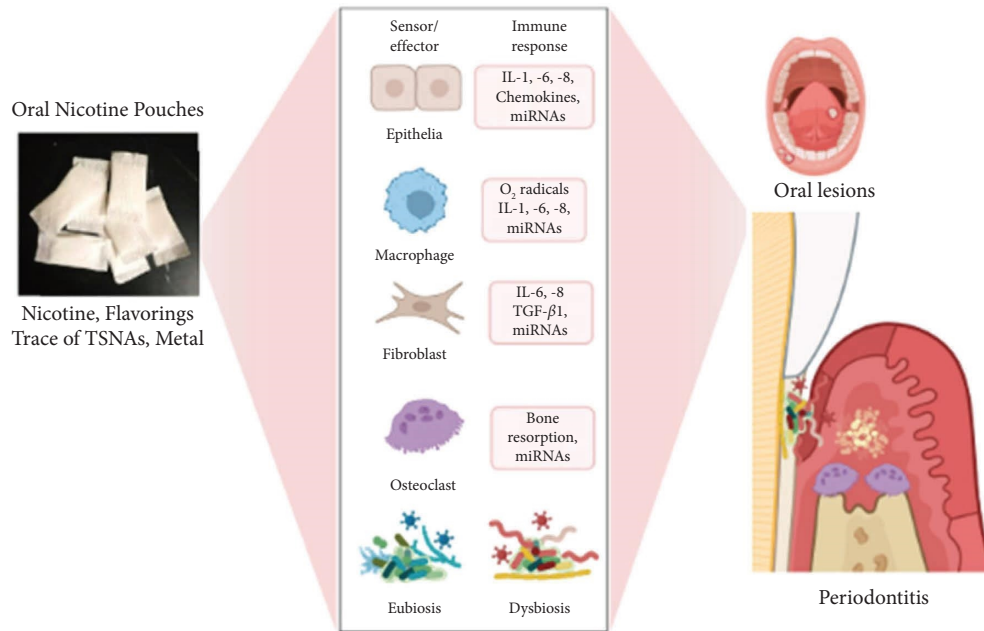 Oral Nicotine Pouches
Nicotine, Flavorings
Trace of TSNAs, Metal
Sensor/
effector
Immune
response
Epithelia
IL-1, -6, -8,
Chemokines,
miRNAs
Macrophage
O₂ radicals
IL-1, -6, -8,
miRNAs
Fibroblast
IL-6, -8
TGF-β1,
miRNAs
Osteoclast
Bone
resorption,
miRNAs
Eubiosis
Dysbiosis
Oral lesions
Periodontitis